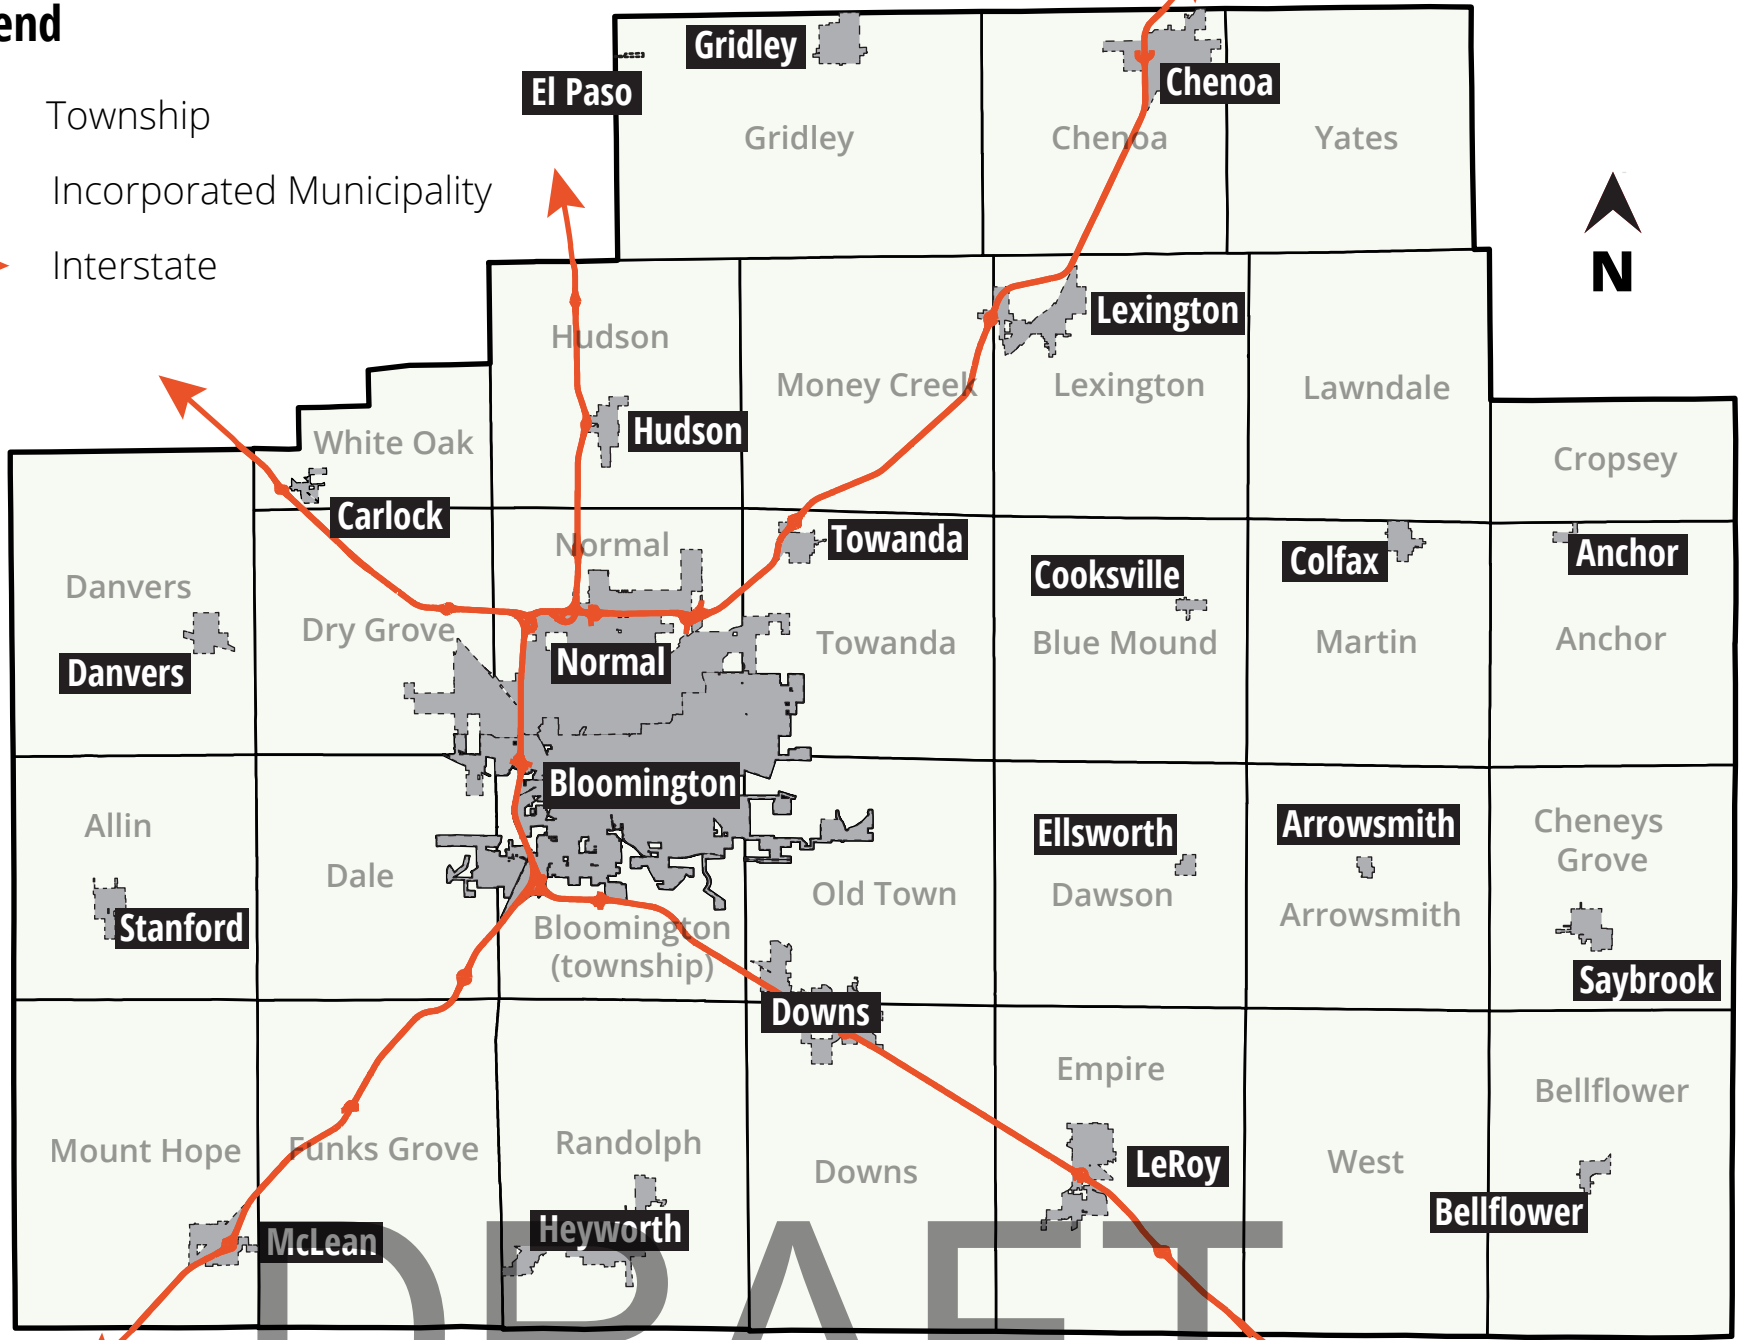 end
Township
Incorporated Municipality
Interstate
N
Gridley
El Paso
Chenoa
Gridley
Chenoa
Yates
Hudson
Lexington
Money Creek
Lexington
Lawndale
White Oak
Hudson
Cropsey
Carlock
Normal
Towanda
Cooksville
Colfax
Anchor
Danvers
Dry Grove
Towanda
Blue Mound
Martin
Anchor
Danvers
Normal
Bloomington
Allin
Dale
Ellsworth
Arrowsmith
Cheneys
Grove
Old Town
Dawson
Arrowsmith
Stanford
Bloomington
(township)
Saybrook
Downs
Empire
Bellflower
Mount Hope
Funks Grove
Randolph
Downs
LeRoy
West
Bellflower
McLean
Heyworth
DRAFT